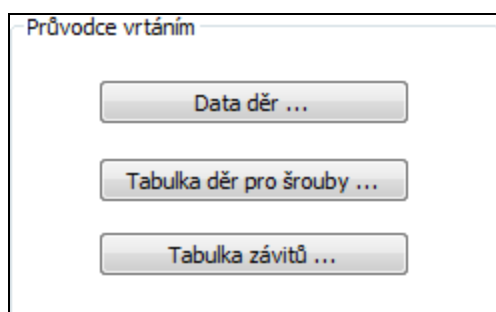 Průvodce vrtáním
Data děr ...
Tabulka děr pro šrouby ...
Tabulka závitů ...